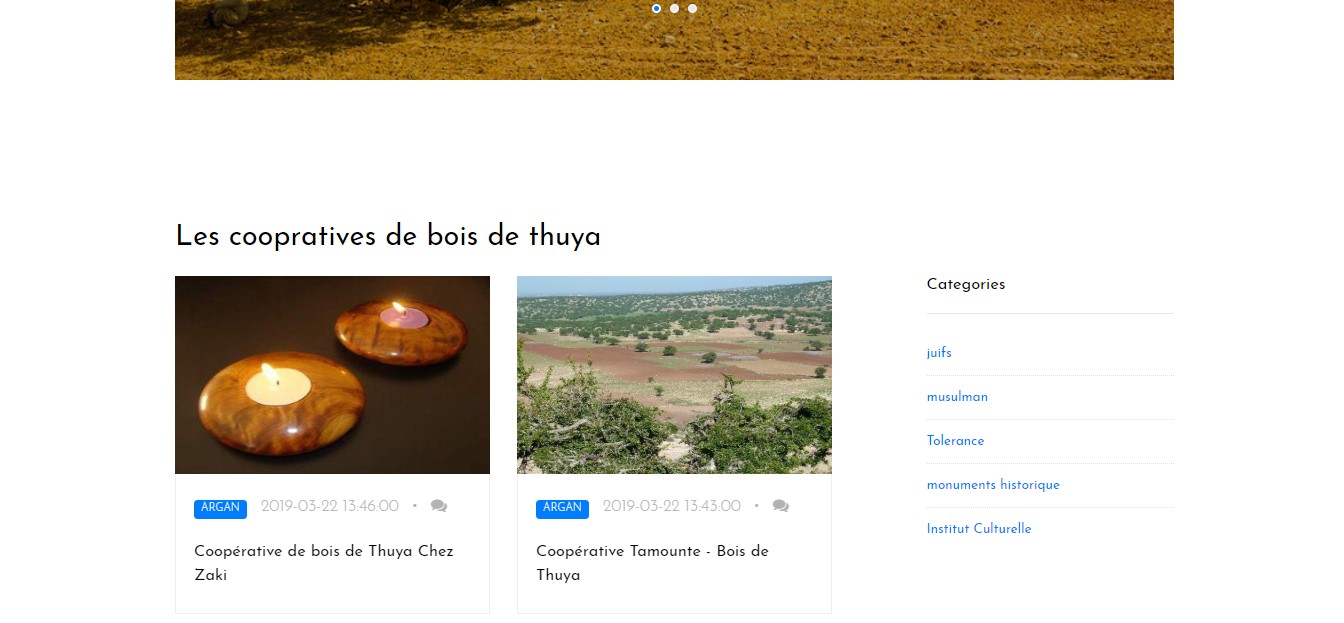 Les coopratives de bois de thuya
ARGAN 2019-03-22 13:46:00 •
Coopérative de bois de Thuya Chez
Zaki
ARGAN 2019-03-22 13:43:00 •
Coopérative Tamounte - Bois de
Thuya
Categories
juifs
musulman
Tolerance
monuments historique
Institut Culturelle